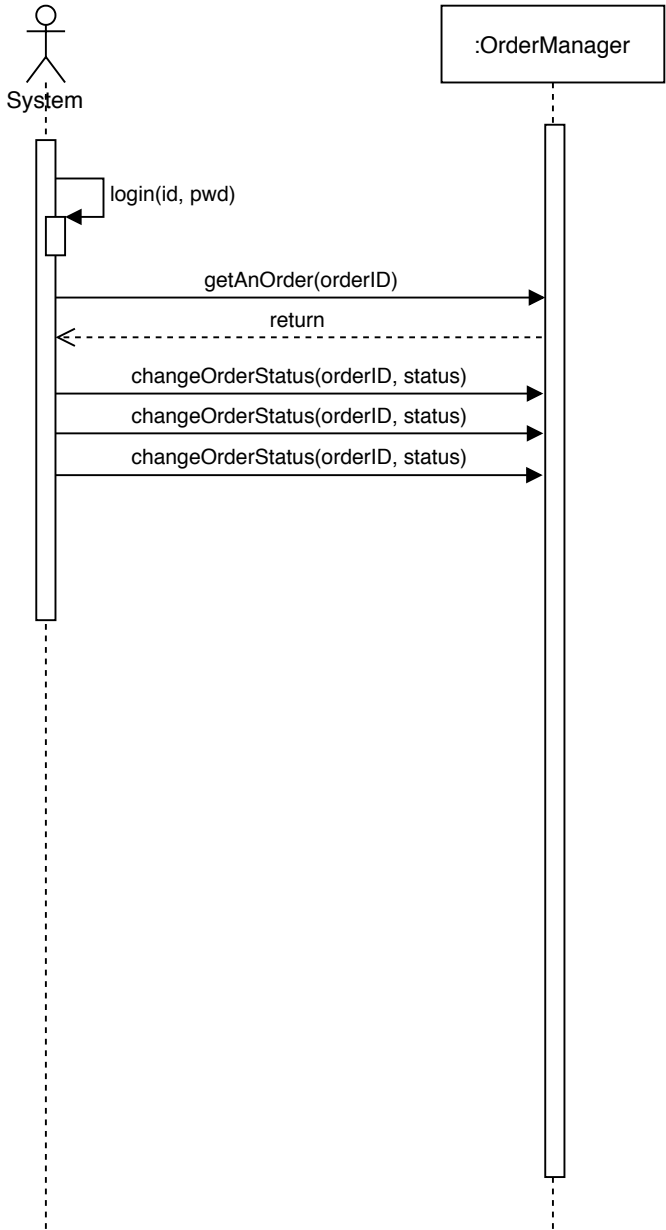 System
:OrderManager
login(id, pwd)
getAnOrder(orderID)
return
changeOrderStatus(orderID, status)
changeOrderStatus(orderID, status)
changeOrderStatus(orderID, status)